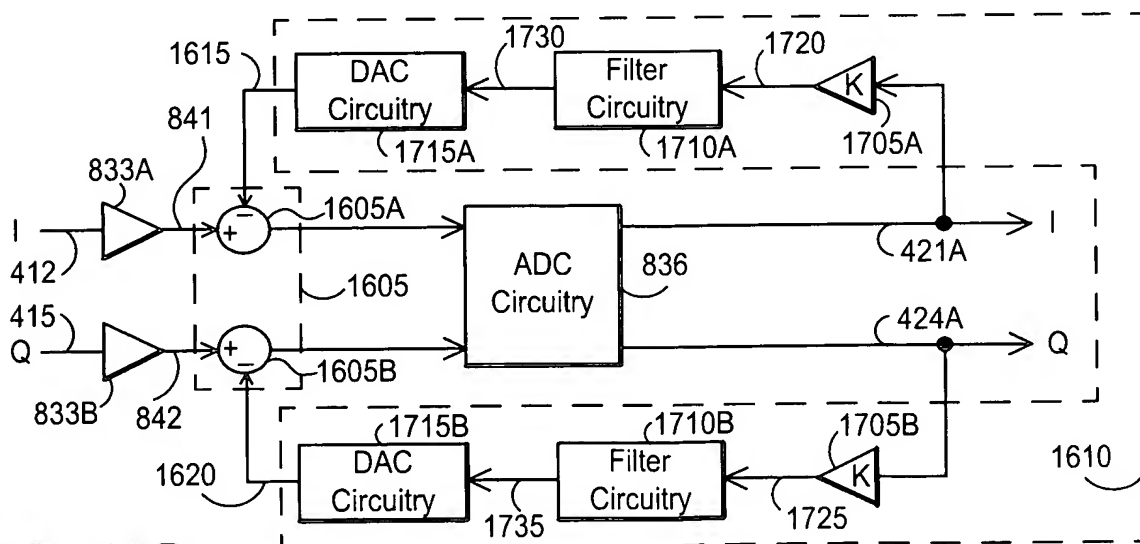 1615
DAC
Circuitry
1730
Filter
Circuitry
1720
K
1715A
1710A
1705A
841
833A
I
412
−
+
1605A
1605
ADC
Circuitry
836
421A
I
415
Q
833B
842
+
−
1605B
424A
Q
1715B
DAC
Circuitry
1710B
Filter
Circuitry
1705B
K
1610
1620
1735
1725